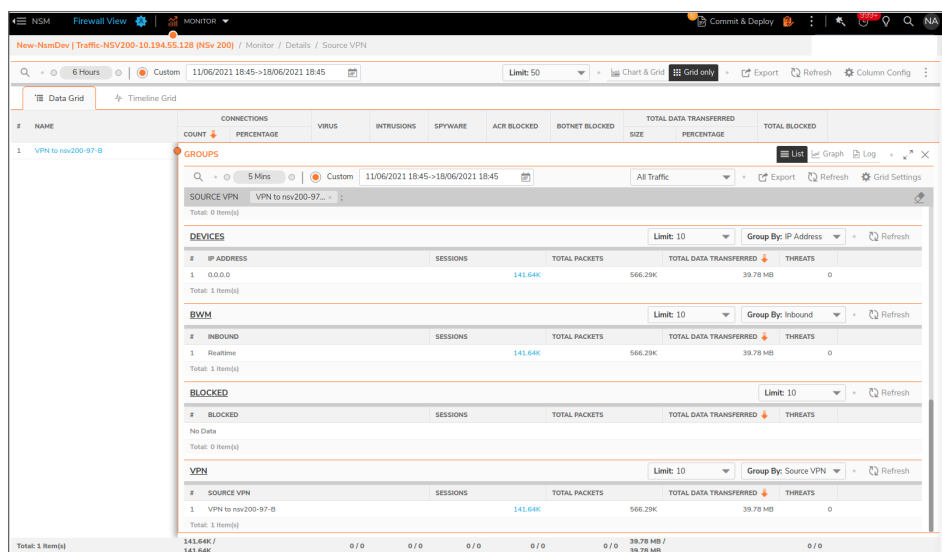 NSM Firewall View MONITOR Commit & Deploy 999+ NA
New-NsmDev | Traffic-NSV200-10.194.55.128 (NSv 200) / Monitor / Details / Source VPN
6 Hours Custom 11/06/2021 18:45->18/06/2021 18:45 Limit: 50 Chart & Grid Grid only Export Refresh Column Config
Data Grid Timeline Grid
# NAME CONNECTIONS VIRUS INTRUSIONS SPYWARE ACR BLOCKED BOTNET BLOCKED TOTAL DATA TRANSFERRED TOTAL BLOCKED
COUNT PERCENTAGE SIZE PERCENTAGE
1 VPN to nsv200-97-B
GROUPS List Graph Log
5 Mins Custom 11/06/2021 18:45->18/06/2021 18:45 All Traffic Export Refresh Grid Settings
SOURCE VPN VPN to nsv200-97... × ;
Total: 0 Item(s)
DEVICES Limit: 10 Group By: IP Address Refresh
# IP ADDRESS SESSIONS TOTAL PACKETS TOTAL DATA TRANSFERRED THREATS
1 0.0.0.0 141.64K 566.29K 39.78 MB 0
Total: 1 Item(s)
BWM Limit: 10 Group By: Inbound Refresh
# INBOUND SESSIONS TOTAL PACKETS TOTAL DATA TRANSFERRED THREATS
1 Realtime 141.64K 566.29K 39.78 MB 0
Total: 1 Item(s)
BLOCKED Limit: 10 Refresh
# BLOCKED SESSIONS TOTAL PACKETS TOTAL DATA TRANSFERRED THREATS
No Data
Total: 0 Item(s)
VPN Limit: 10 Group By: Source VPN Refresh
# SOURCE VPN SESSIONS TOTAL PACKETS TOTAL DATA TRANSFERRED THREATS
1 VPN to nsv200-97-B 141.64K 566.29K 39.78 MB 0
Total: 1 Item(s)
Total: 1 Item(s) 141.64K / 141.64K 0 / 0 0 / 0 0 / 0 0 / 0 0 / 0 39.78 MB / 39.78 MB 0 / 0